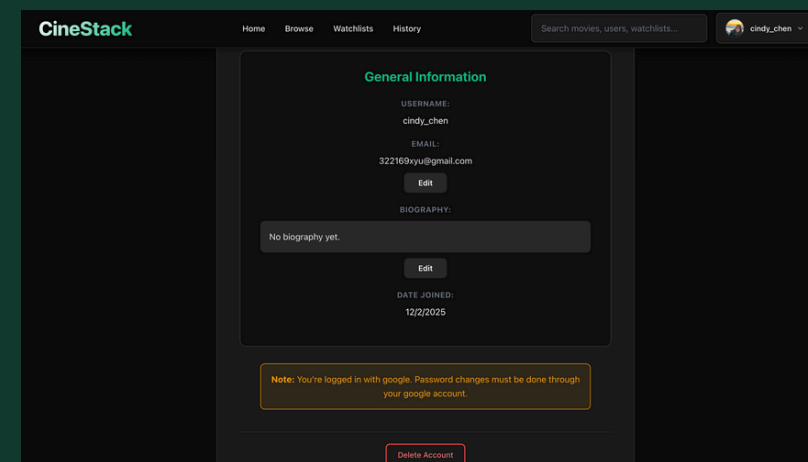 CineStack
Home Browse Watchlists History
Search movies, users, watchlists...
cindy_chen
General Information
USERNAME:
cindy_chen
EMAIL:
322169xyu@gmail.com
Edit
BIOGRAPHY:
No biography yet.
Edit
DATE JOINED:
12/2/2025
Note: You're logged in with google. Password changes must be done through
your google account.
Delete Account